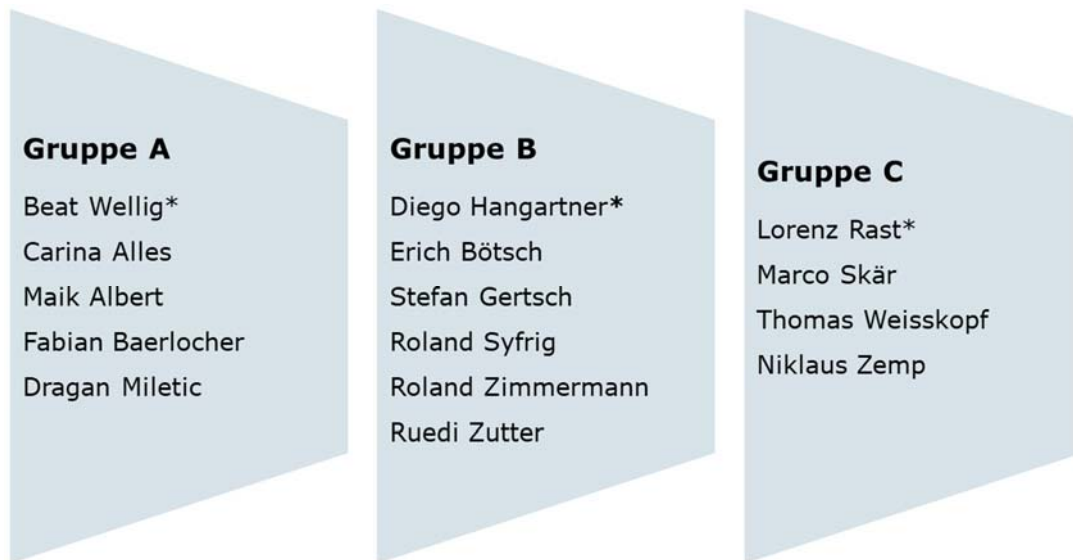 Gruppe A
Beat Wellig*
Carina Alles
Maik Albert
Fabian Baerlocher
Dragan Miletic
Gruppe B
Diego Hangartner*
Erich Bötsch
Stefan Gertsch
Roland Syfrig
Roland Zimmermann
Ruedi Zutter
Gruppe C
Lorenz Rast*
Marco Skär
Thomas Weisskopf
Niklaus Zemp